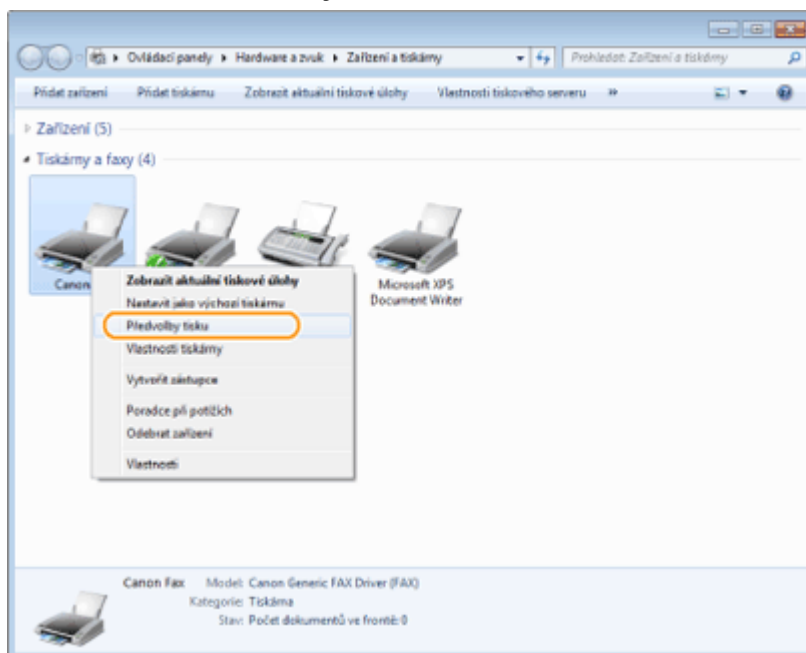 Ovládací panely ▸ Hardware a zvuk ▸ Zařízení a tiskárny
Prohledat: Zařízení a tiskárny
Přidat zařízení Přidat tiskárnu Zobrazit aktuální tiskové úlohy Vlastnosti tiskového serveru »
Zařízení (5)
Tiskárny a faxy (4)
Canon
Microsoft XPS
Document Writer
Zobrazit aktuální tiskové úlohy
Nastavit jako výchozí tiskárnu
Předvolby tisku
Vlastnosti tiskárny
Vytvořit zástupce
Poradce při potížích
Odebrat zařízení
Vlastnosti
Canon Fax Model: Canon Generic FAX Driver (FAX)
Kategorie: Tiskárna
Stav: Počet dokumentů ve frontě: 0